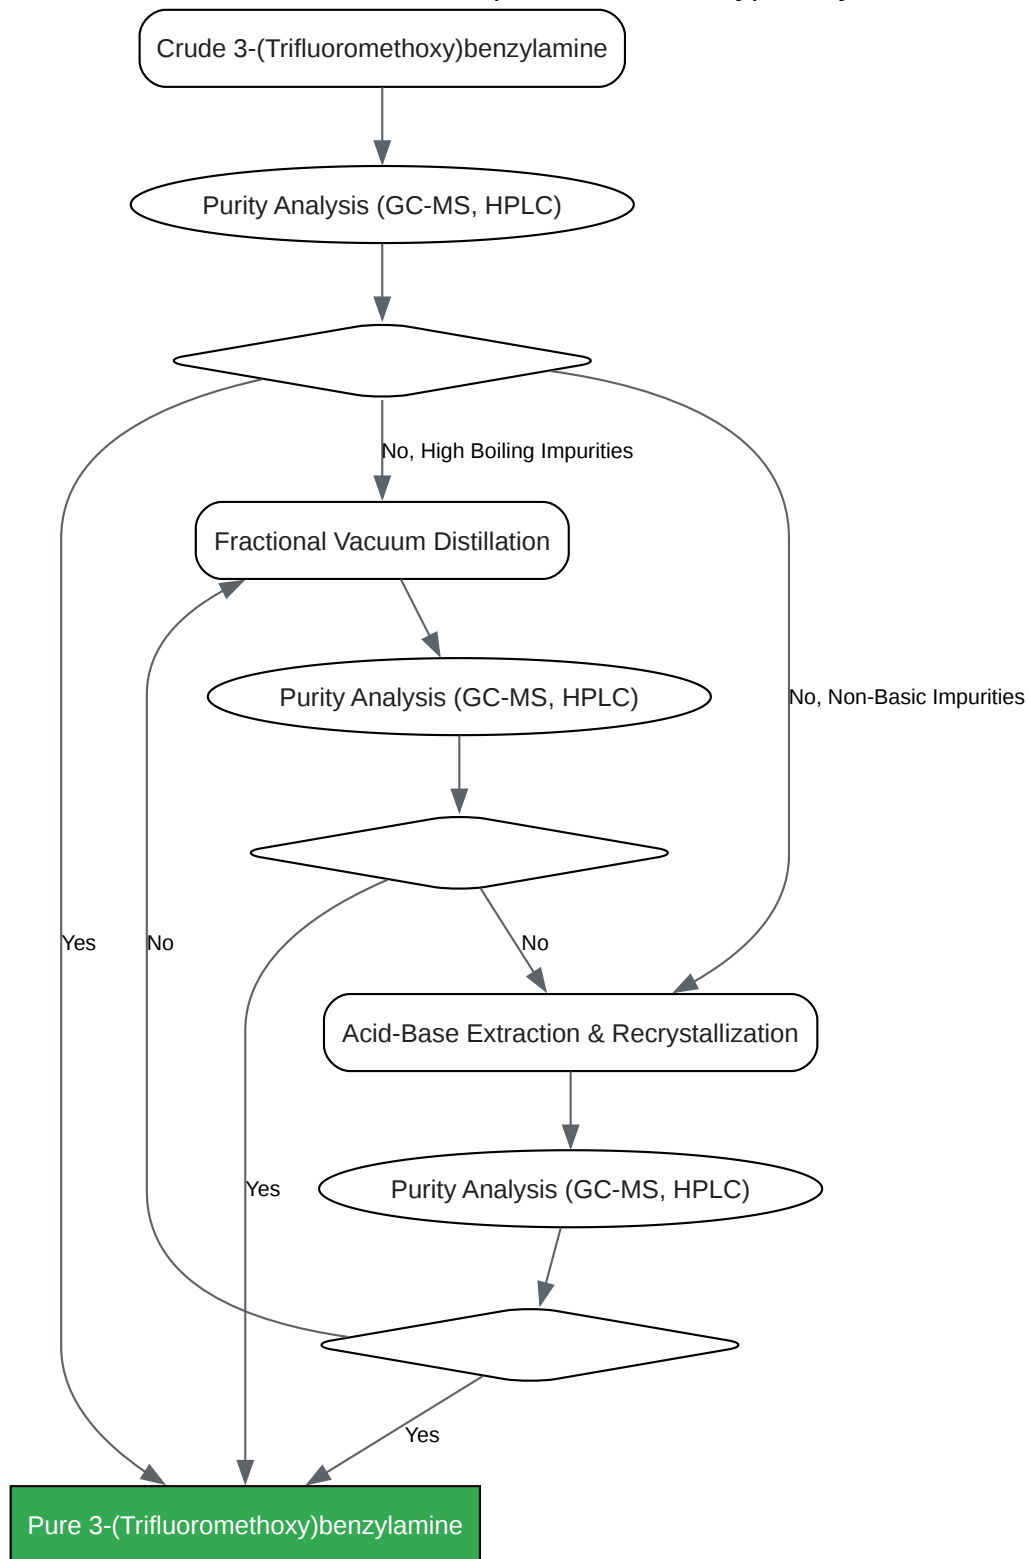 Crude 3-(Trifluoromethoxy)benzylamine
Purity Analysis (GC-MS, HPLC)
No, High Boiling Impurities
Fractional Vacuum Distillation
Purity Analysis (GC-MS, HPLC)
No, Non-Basic Impurities
Yes
No
No
Acid-Base Extraction & Recrystallization
Yes
Purity Analysis (GC-MS, HPLC)
Yes
Pure 3-(Trifluoromethoxy)benzylamine